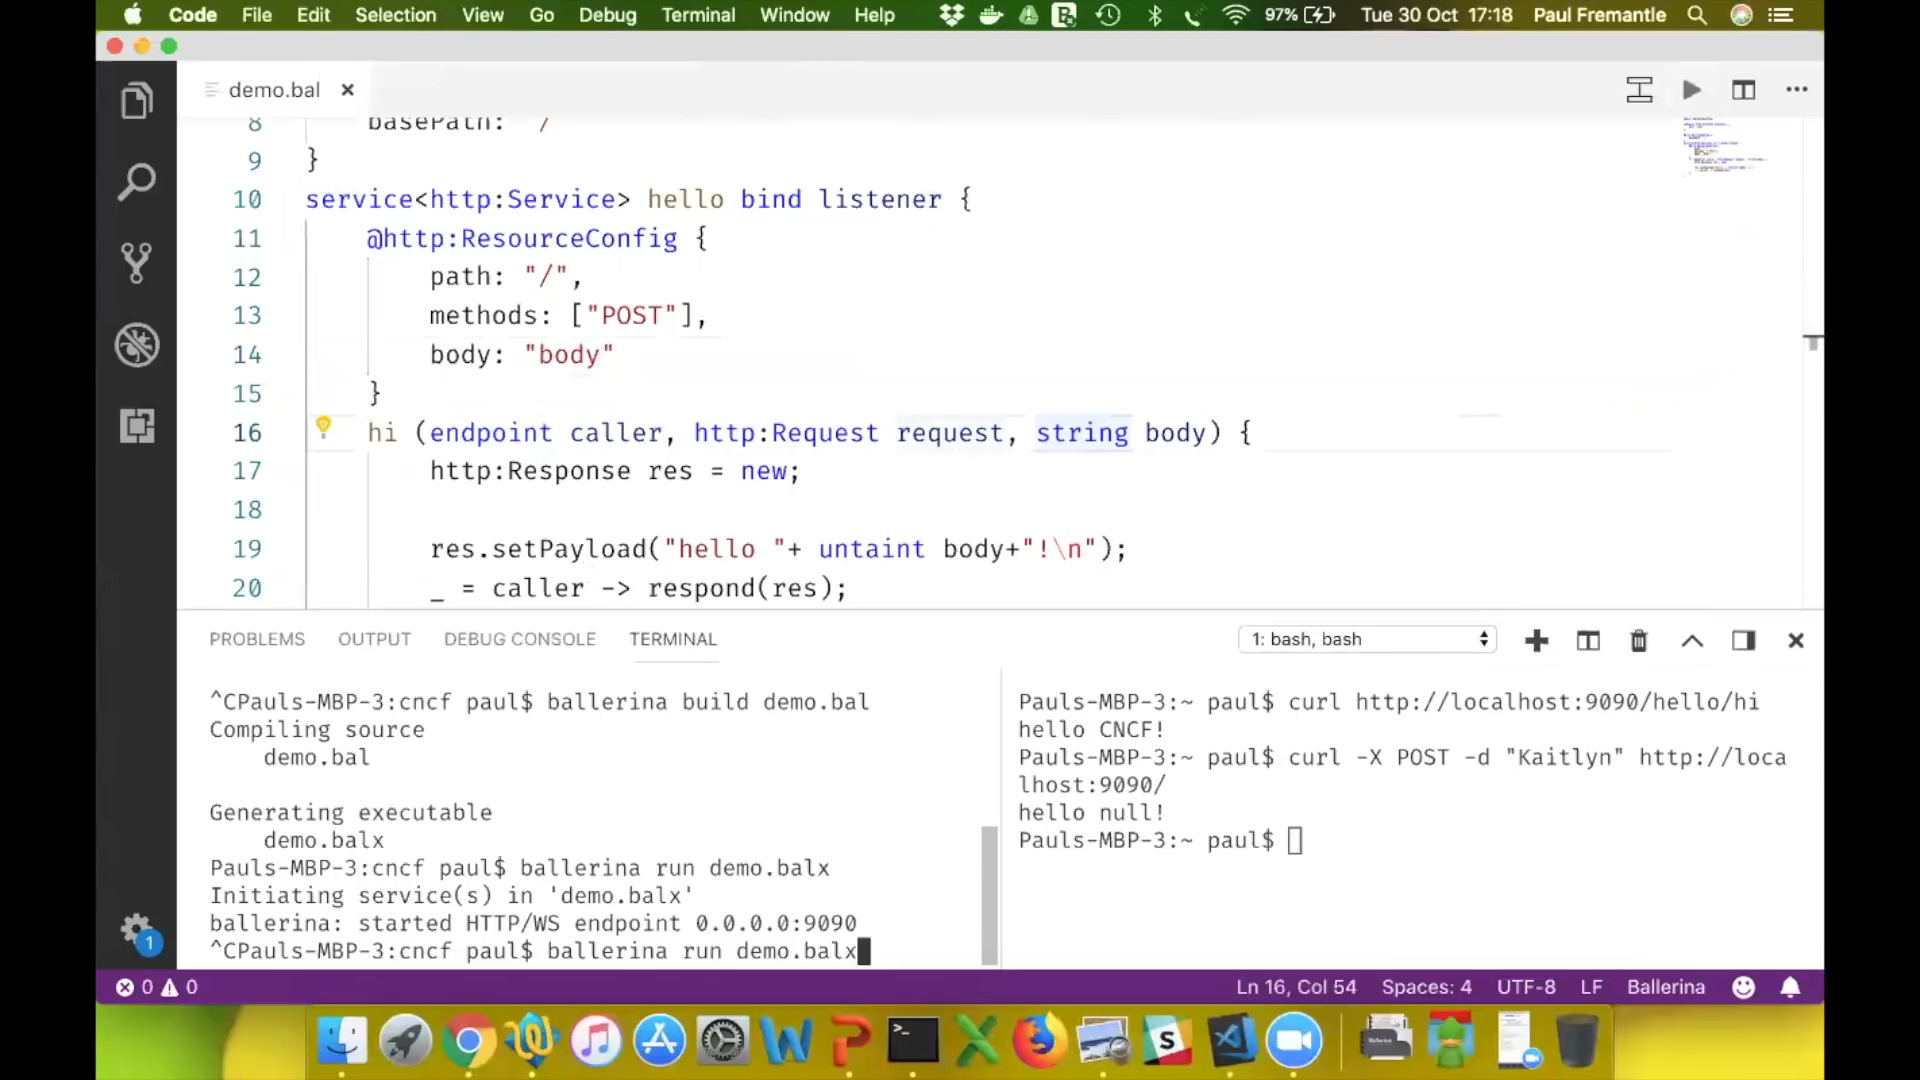 Code File Edit Selection View Go Debug Terminal Window Help 97% Tue 30 Oct 17:18 Paul Fremantle
demo.bal
8 basePath: "/"
9 }
10 service<http:Service> hello bind listener {
11 @http:ResourceConfig {
12 path: "/",
13 methods: ["POST"],
14 body: "body"
15 }
16 hi (endpoint caller, http:Request request, string body) {
17 http:Response res = new;
18
19 res.setPayload("hello "+ untaint body+"!\n");
20 _ = caller -> respond(res);
PROBLEMS OUTPUT DEBUG CONSOLE TERMINAL 1: bash, bash
^CPauls-MBP-3:cncf paul$ ballerina build demo.bal
Compiling source
demo.bal
Generating executable
demo.balx
Pauls-MBP-3:cncf paul$ ballerina run demo.balx
Initiating service(s) in 'demo.balx'
ballerina: started HTTP/WS endpoint 0.0.0.0:9090
^CPauls-MBP-3:cncf paul$ ballerina run demo.balx
Pauls-MBP-3:~ paul$ curl http://localhost:9090/hello/hi
hello CNCF!
Pauls-MBP-3:~ paul$ curl -X POST -d "Kaitlyn" http://loca
lhost:9090/
hello null!
Pauls-MBP-3:~ paul$
1
0 0 Ln 16, Col 54 Spaces: 4 UTF-8 LF Ballerina